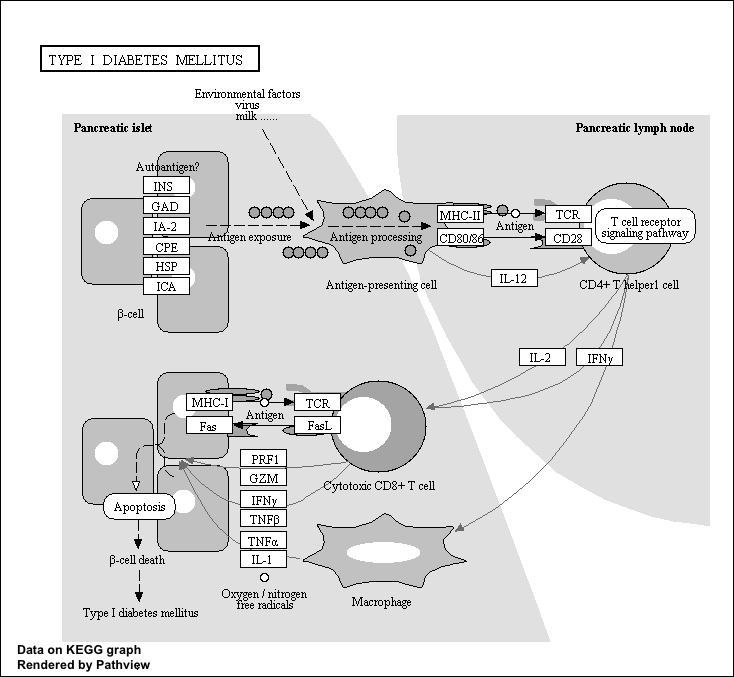 TYPE I DIABETES MELLITUS
Environmental factors
virus
milk ......
Pancreatic islet
Pancreatic lymph node
Autoantigen?
INS
GAD
IA-2
CPE
HSP
ICA
β-cell
Antigen exposure
Antigen processing
Antigen-presenting cell
MHC-II
CD80/86
Antigen
TCR
CD28
T cell receptor
signaling pathway
IL-12
CD4+ T helper1 cell
IL-2
IFNγ
MHC-I
Fas
Antigen
TCR
FasL
PRF1
GZM
IFNγ
TNFβ
TNFα
IL-1
Cytotoxic CD8+ T cell
Apoptosis
β-cell death
Type I diabetes mellitus
Oxygen / nitrogen
free radicals
Macrophage
Data on KEGG graph
Rendered by Pathview